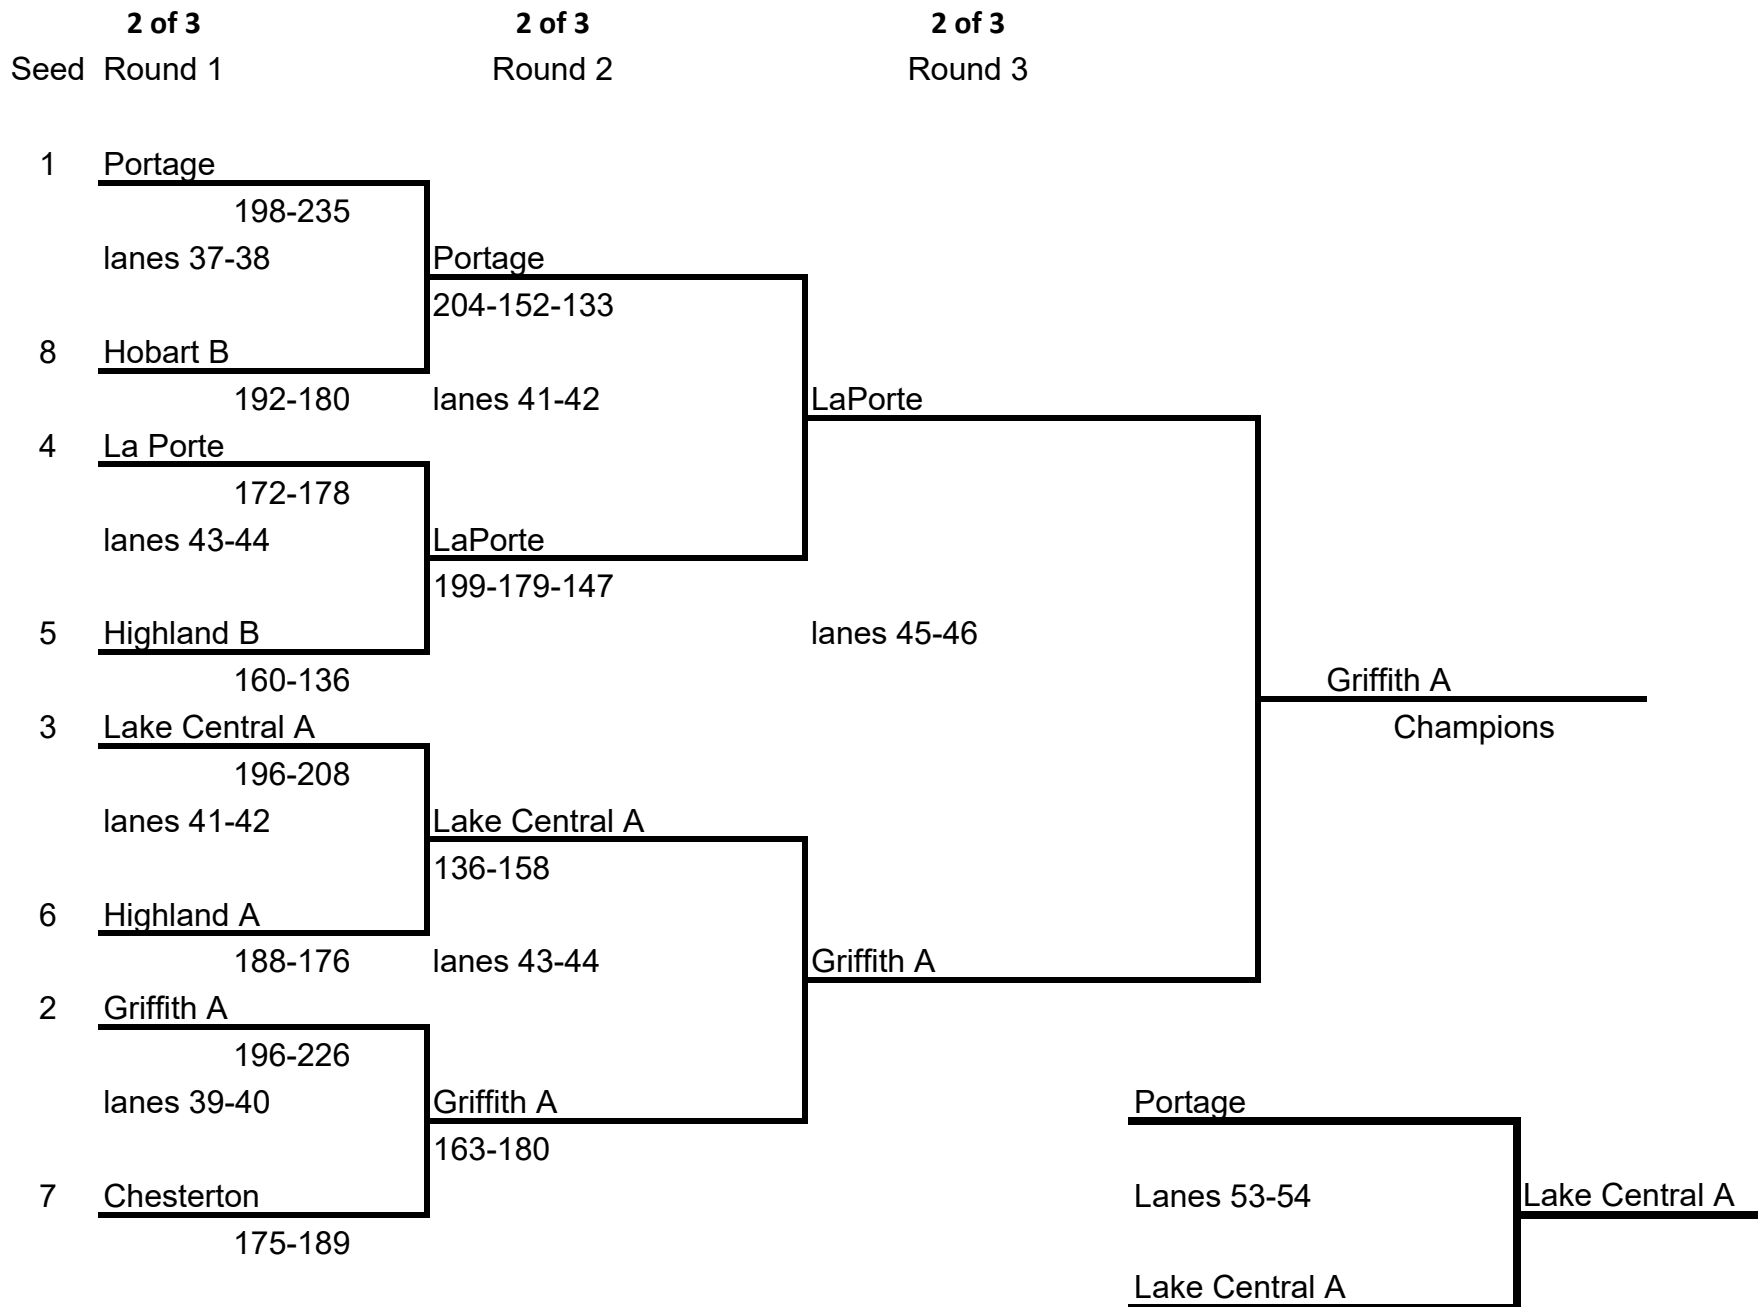 2 of 3 2 of 3 2 of 3
Seed Round 1 Round 2 Round 3
1 Portage
198-235
lanes 37-38 Portage
204-152-133
8 Hobart B
192-180 lanes 41-42 LaPorte
4 La Porte
172-178
lanes 43-44 LaPorte
199-179-147
5 Highland B lanes 45-46
160-136 Griffith A
3 Lake Central A Champions
196-208
lanes 41-42 Lake Central A
136-158
6 Highland A
188-176 lanes 43-44 Griffith A
2 Griffith A
196-226
lanes 39-40 Griffith A Portage
163-180
7 Chesterton Lanes 53-54 Lake Central A
175-189
Lake Central A